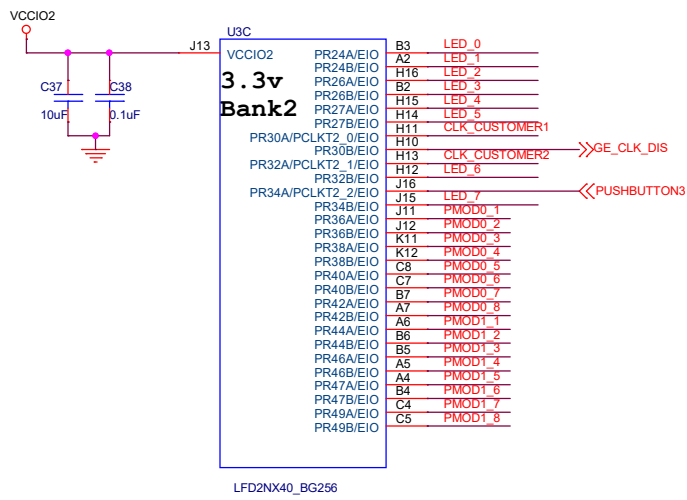 VCCIO2
U3C
J13
VCCIO2
3.3v
Bank2
C37
C38
10uF
0.1uF
PR24A/EIO B3 LED_0
PR24B/EIO A2 LED_1
PR26A/EIO H16 LED_2
PR26B/EIO B2 LED_3
PR27A/EIO H15 LED_4
PR27B/EIO H14 LED_5
PR30A/PCLKT2_0/EIO H11 CLK_CUSTOMER1
PR30B/EIO H10 GE_CLK_DIS
PR32A/PCLKT2_1/EIO H13 CLK_CUSTOMER2
PR32B/EIO H12 LED_6
PR34A/PCLKT2_2/EIO J16 PUSHBUTTON3
PR34B/EIO J15 LED_7
PR36A/EIO J11 PMOD0_1
PR36B/EIO J12 PMOD0_2
PR38A/EIO K11 PMOD0_3
PR38B/EIO K12 PMOD0_4
PR40A/EIO C8 PMOD0_5
PR40B/EIO C7 PMOD0_6
PR42A/EIO B7 PMOD0_7
PR42B/EIO A7 PMOD0_8
PR44A/EIO A6 PMOD1_1
PR44B/EIO B6 PMOD1_2
PR46A/EIO B5 PMOD1_3
PR46B/EIO A5 PMOD1_4
PR47A/EIO A4 PMOD1_5
PR47B/EIO B4 PMOD1_6
PR49A/EIO C4 PMOD1_7
PR49B/EIO C5 PMOD1_8
LFD2NX40_BG256